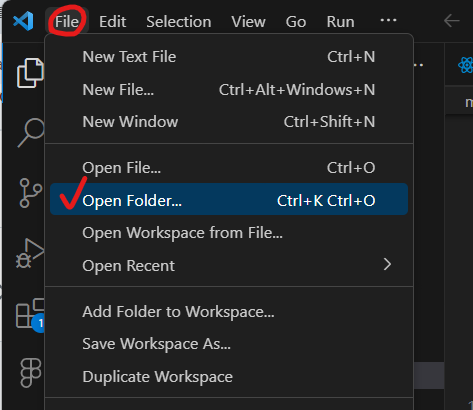 File Edit Selection View Go Run ...
New Text File Ctrl+N
New File... Ctrl+Alt+Windows+N
New Window Ctrl+Shift+N
Open File... Ctrl+O
Open Folder... Ctrl+K Ctrl+O
Open Workspace from File...
Open Recent
Add Folder to Workspace...
Save Workspace As...
Duplicate Workspace
1